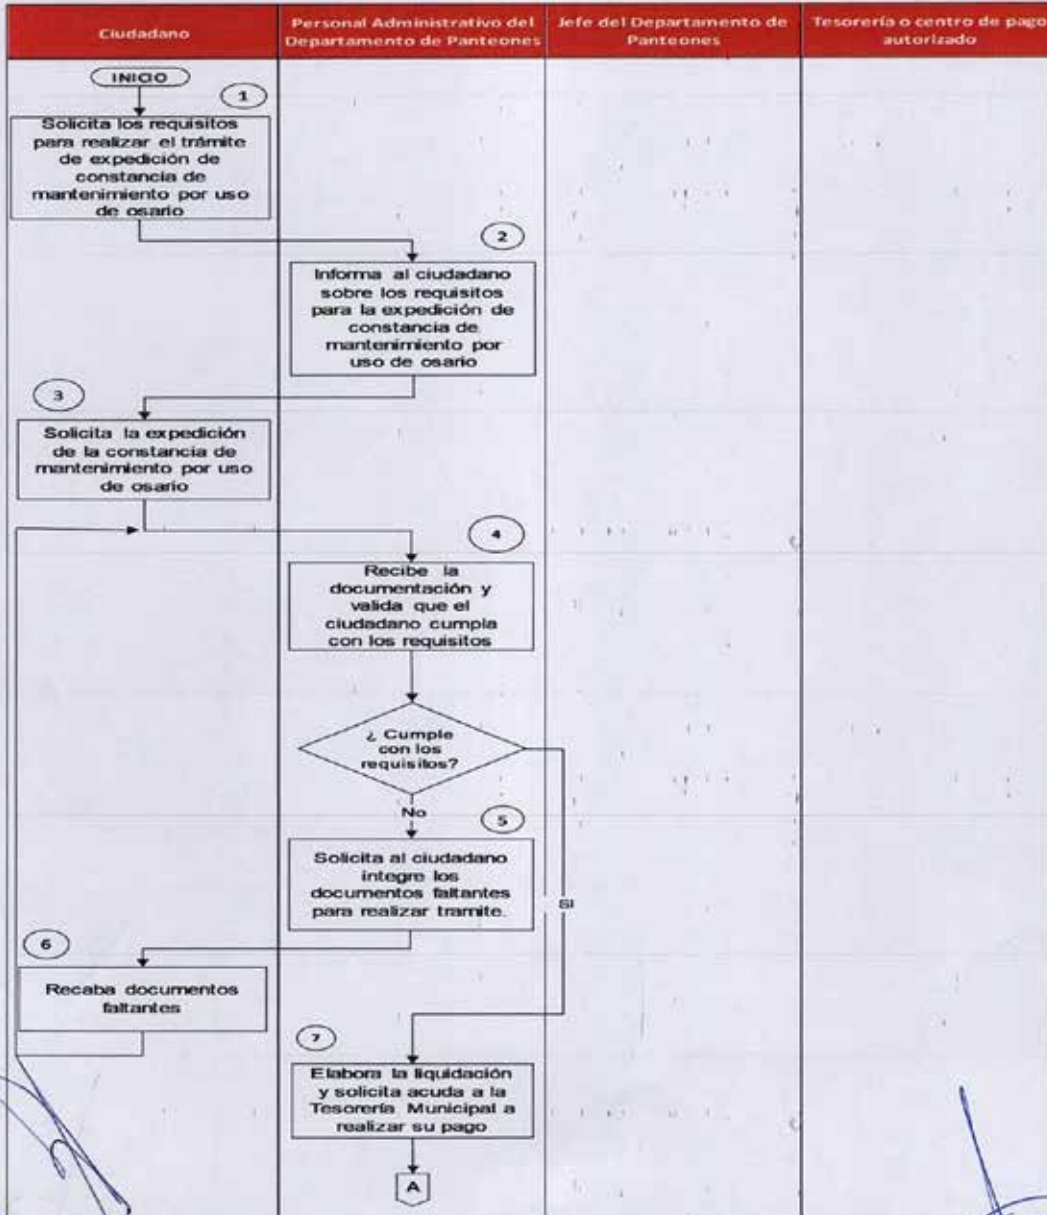 Ciudadano
Personal Administrativo del
Departamento de Panteones
Jefe del Departamento de
Panteones
Tesorería o centro de pago
autorizado
INICIO
1
Solicita los requisitos
para realizar el trámite
de expedición de
constancia de
mantenimiento por uso
de osario
2
Informa al ciudadano
sobre los requisitos
para la expedición de
constancia de
mantenimiento por
uso de osario
3
Solicita la expedición
de la constancia de
mantenimiento por uso
de osario
4
Recibe la
documentación y
valida que el
ciudadano cumpla
con los requisitos
¿ Cumple
con los
requisitos?
No
5
Solicita al ciudadano
integre los
documentos faltantes
para realizar tramite.
SI
6
Recaba documentos
faltantes
7
Elabora la liquidación
y solicita acuda a la
Tesorería Municipal a
realizar su pago
A